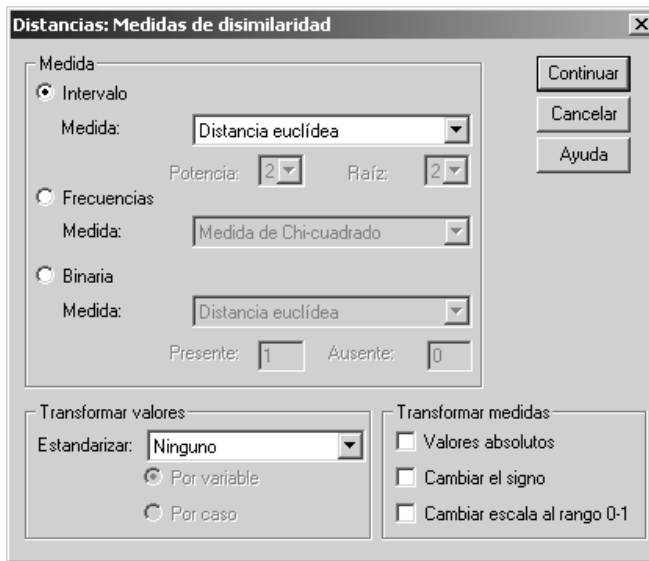 Distancias: Medidas de disimilaridad
Medida
Intervalo
Medida: Distancia euclídea
Potencia: 2 Raíz: 2
Frecuencias
Medida: Medida de Chi-cuadrado
Binaria
Medida: Distancia euclídea
Presente: 1 Ausente: 0
Continuar
Cancelar
Ayuda
Transformar valores
Estandarizar: Ninguno
Por variable
Por caso
Transformar medidas
Valores absolutos
Cambiar el signo
Cambiar escala al rango 0-1